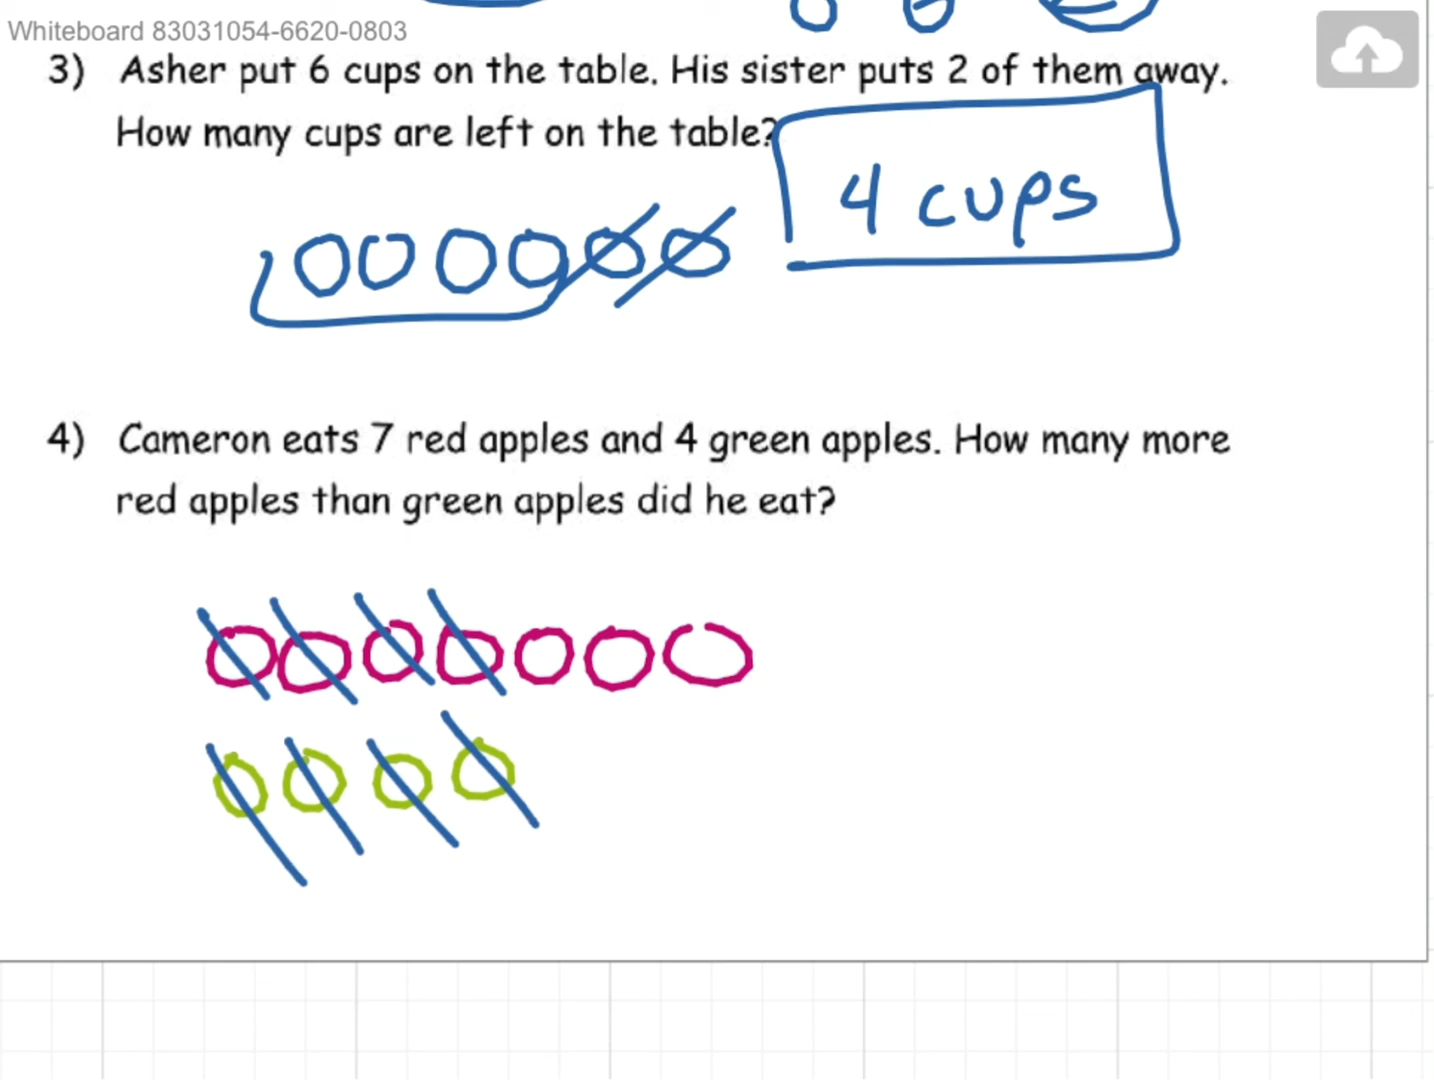 Whiteboard 83031054-6620-0803
3) Asher put 6 cups on the table. His sister puts 2 of them away.
How many cups are left on the table?
4 cups
4) Cameron eats 7 red apples and 4 green apples. How many more
red apples than green apples did he eat?